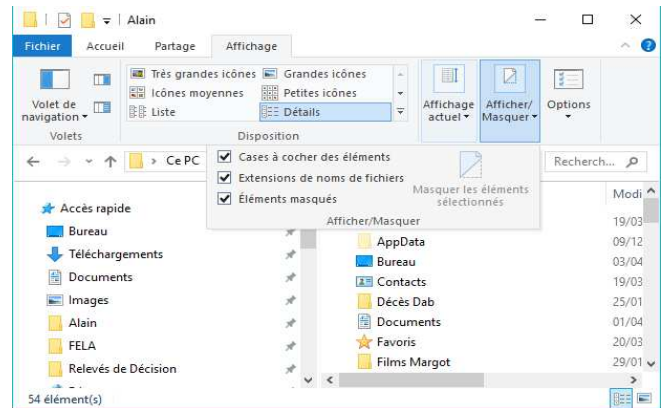 Alain
Fichier Accueil Partage Affichage
Très grandes icônes Grandes icônes
Icônes moyennes Petites icônes
Liste Détails
Volet de navigation
Affichage actuel
Afficher/Masquer
Options
Volets Disposition
Ce PC Recherch...
Cases à cocher des éléments
Extensions de noms de fichiers
Éléments masqués
Masquer les éléments
sélectionnés
Afficher/Masquer
Modi
Accès rapide
Bureau
Téléchargements
Documents
Images
Alain
FELA
Relevés de Décision
19/03
AppData 09/12
Bureau 03/04
Contacts 19/03
Décès Dab 25/01
Documents 01/04
Favoris 20/03
Films Margot 29/01
54 élément(s)